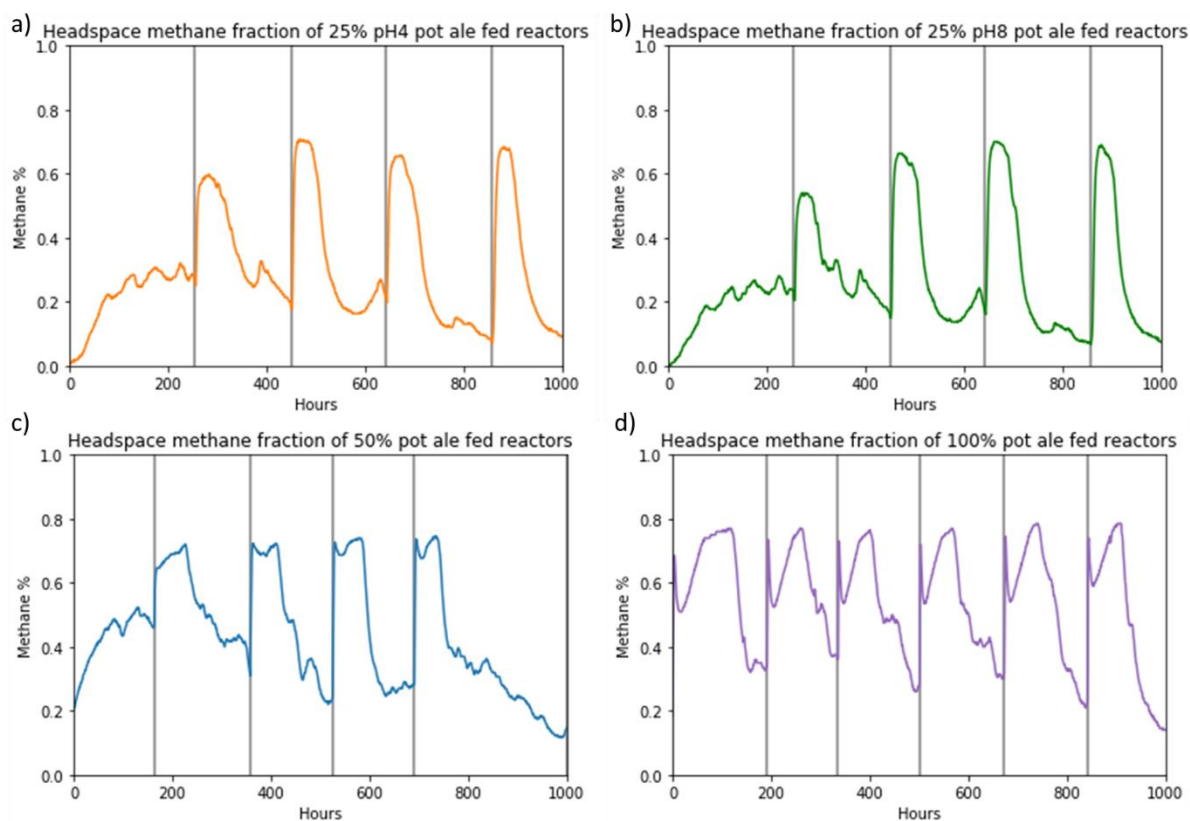 a)
Headspace methane fraction of 25% pH4 pot ale fed reactors
1.0
0.8
0.6
0.4
0.2
0.0
Methane %
0 200 400 600 800 1000
Hours
b)
Headspace methane fraction of 25% pH8 pot ale fed reactors
1.0
0.8
0.6
0.4
0.2
0.0
Methane %
0 200 400 600 800 1000
Hours
c)
Headspace methane fraction of 50% pot ale fed reactors
1.0
0.8
0.6
0.4
0.2
0.0
Methane %
0 200 400 600 800 1000
Hours
d)
Headspace methane fraction of 100% pot ale fed reactors
1.0
0.8
0.6
0.4
0.2
0.0
Methane %
0 200 400 600 800 1000
Hours